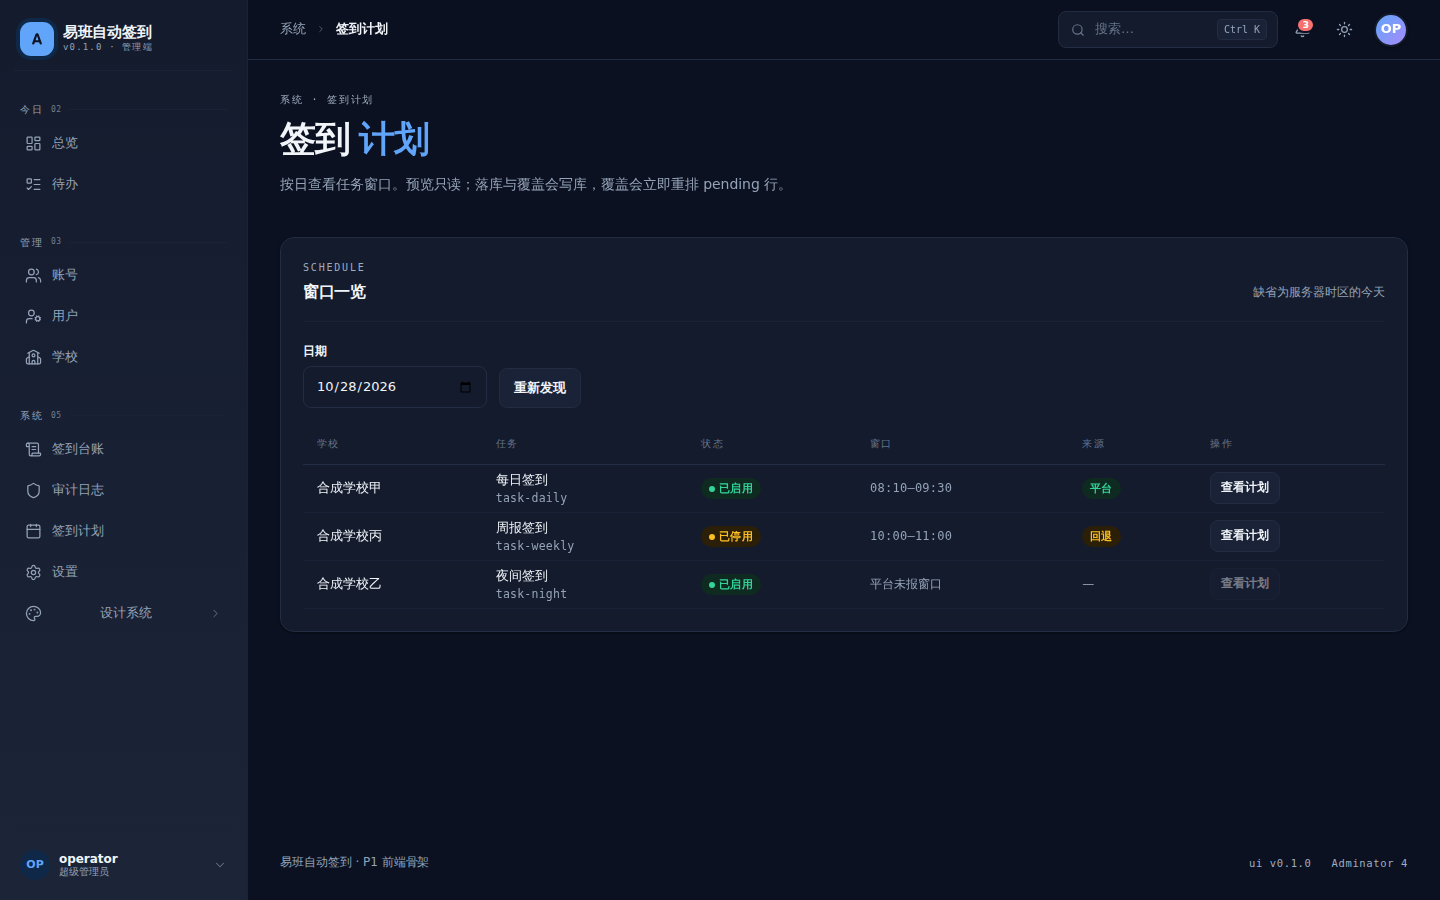 A
易班自动签到
v0.1.0 · 管理端
今日 02
总览
待办
管理 03
账号
用户
学校
系统 05
签到台账
审计日志
签到计划
设置
设计系统
OP
operator
超级管理员
系统 › 签到计划
搜索… Ctrl K
3
OP
系统 · 签到计划
签到 计划
按日查看任务窗口。预览只读；落库与覆盖会写库，覆盖会立即重排 pending 行。
SCHEDULE
窗口一览
缺省为服务器时区的今天
日期
10/28/2026
重新发现
学校 任务 状态 窗口 来源 操作
合成学校甲 每日签到 已启用 08:10—09:30 平台 查看计划
task-daily
合成学校丙 周报签到 已停用 10:00—11:00 回退 查看计划
task-weekly
合成学校乙 夜间签到 已启用 平台未报窗口 — 查看计划
task-night
易班自动签到 · P1 前端骨架
ui v0.1.0 Adminator 4